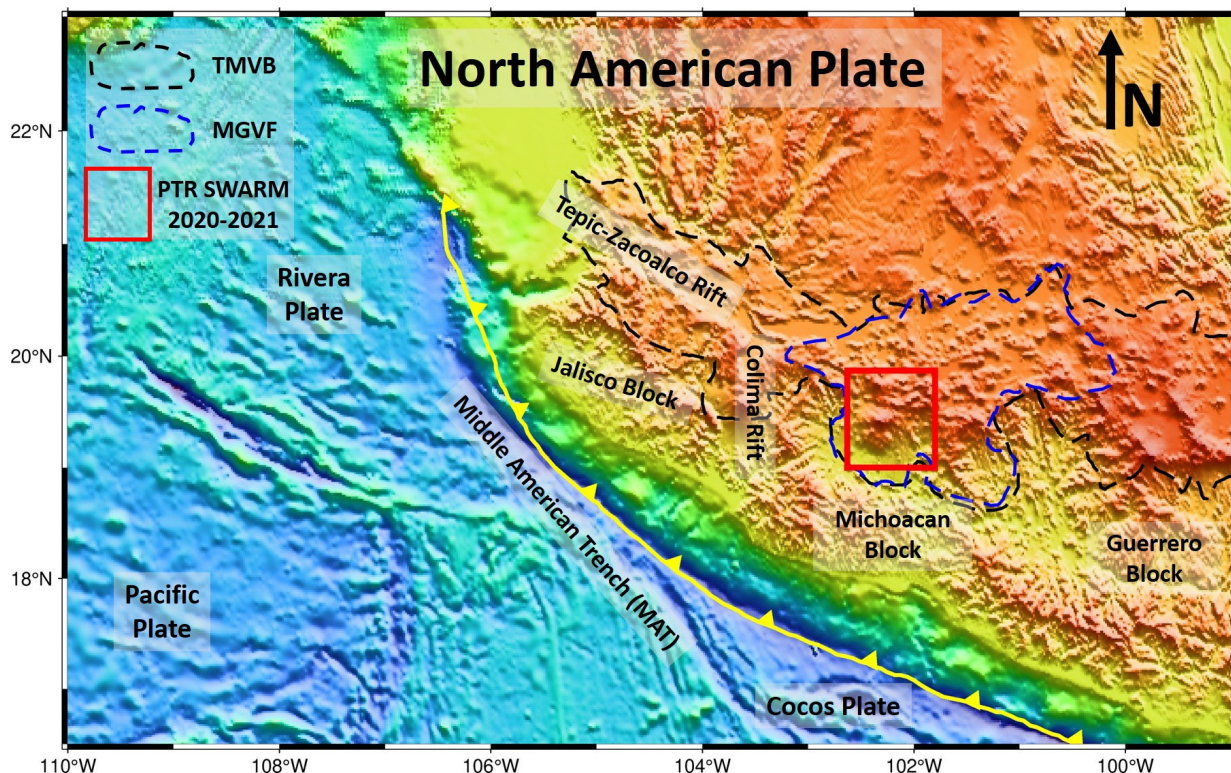 North American Plate
TMVB
MGVF
PTR SWARM
2020-2021
N
22°N
20°N
18°N
Tepic-Zacoalco Rift
Rivera
Plate
Jalisco Block
Colima Rift
Middle American Trench (MAT)
Michoacan
Block
Guerrero
Block
Pacific
Plate
Cocos Plate
110°W
108°W
106°W
104°W
102°W
100°W